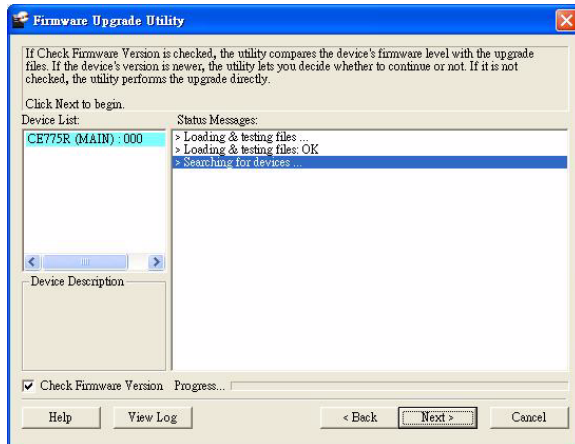 Firmware Upgrade Utility
If Check Firmware Version is checked, the utility compares the device's firmware level with the upgrade
files. If the device's version is newer, the utility lets you decide whether to continue or not. If it is not
checked, the utility performs the upgrade directly.
Click Next to begin.
Device List:
Status Messages:
CE775R (MAIN) : 000
> Loading & testing files ...
> Loading & testing files: OK
> Searching for devices ...
Device Description
Check Firmware Version
Progress...
Help
View Log
< Back
Next >
Cancel